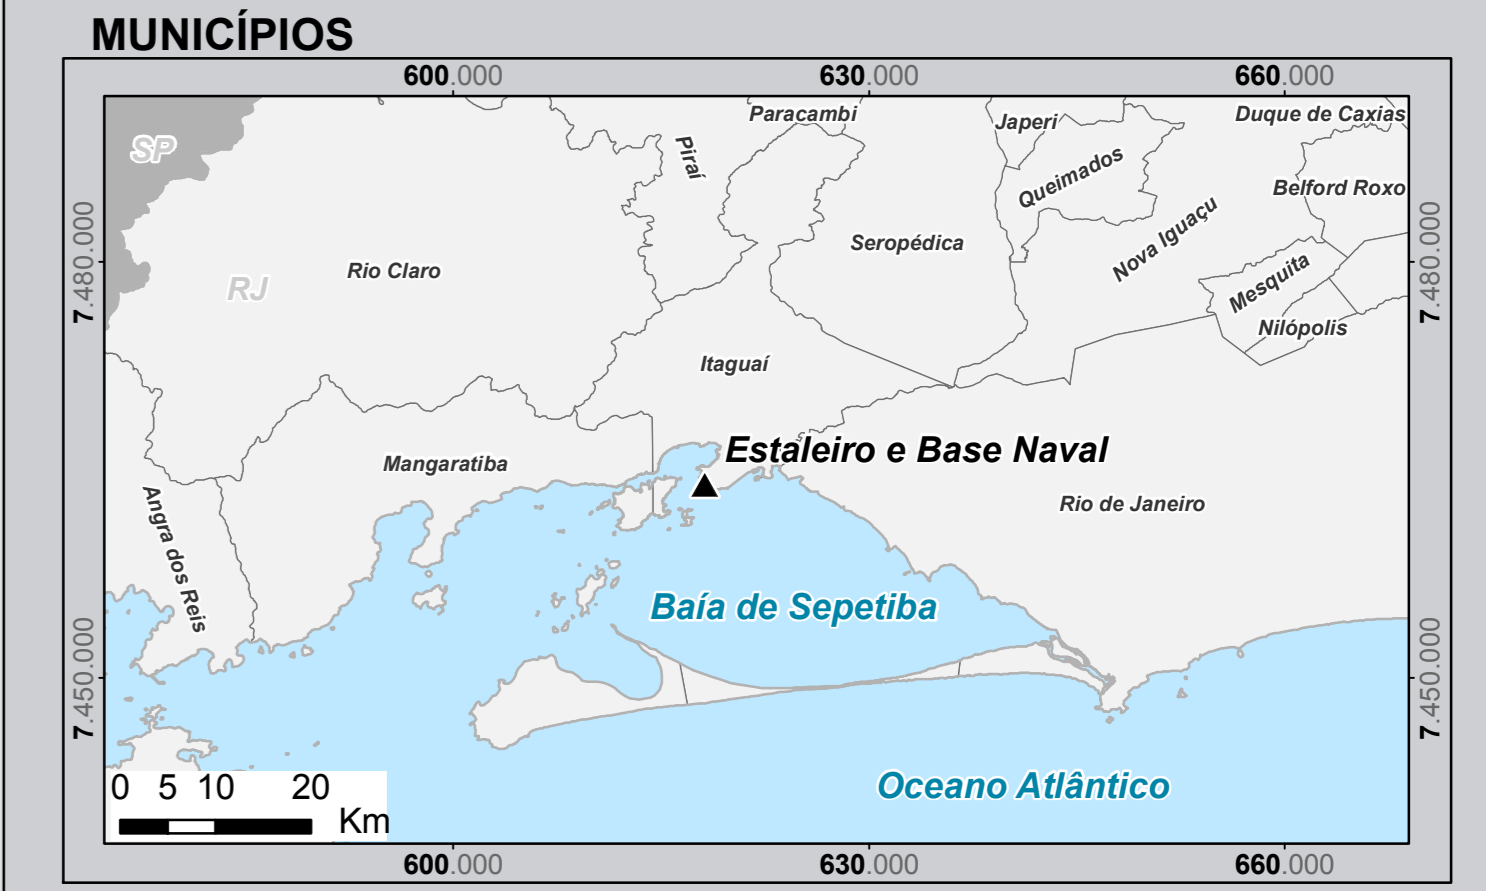 MUNICÍPIOS
600.000
630.000
660.000
Paracambi
Japeri
Duque de Caxias
SP
Piraí
Queimados
Belford Roxo
7.480.000
Seropédica
Nova Iguaçu
7.480.000
Rio Claro
RJ
Mesquita
Nilópolis
Itaguaí
Estaleiro e Base Naval
Mangaratiba
Rio de Janeiro
Angra dos Reis
Baía de Sepetiba
7.450.000
7.450.000
Oceano Atlântico
0 5 10 20
Km
600.000
630.000
660.000